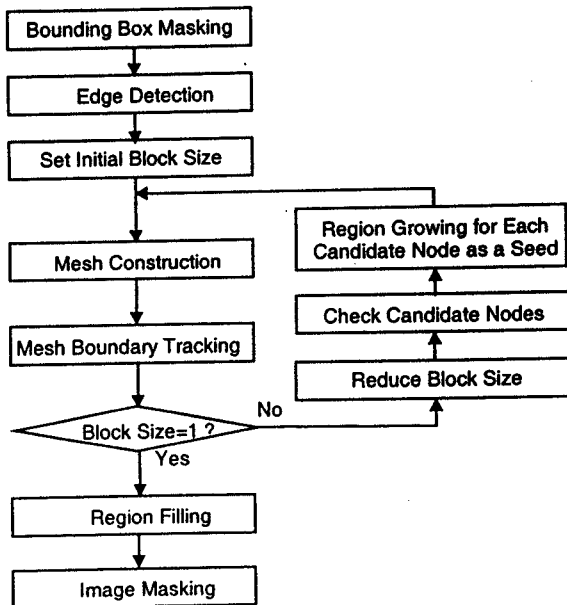 Bounding Box Masking
Edge Detection
Set Initial Block Size
Mesh Construction
Mesh Boundary Tracking
Block Size=1 ?
No
Yes
Region Filling
Image Masking
Region Growing for Each
Candidate Node as a Seed
Check Candidate Nodes
Reduce Block Size